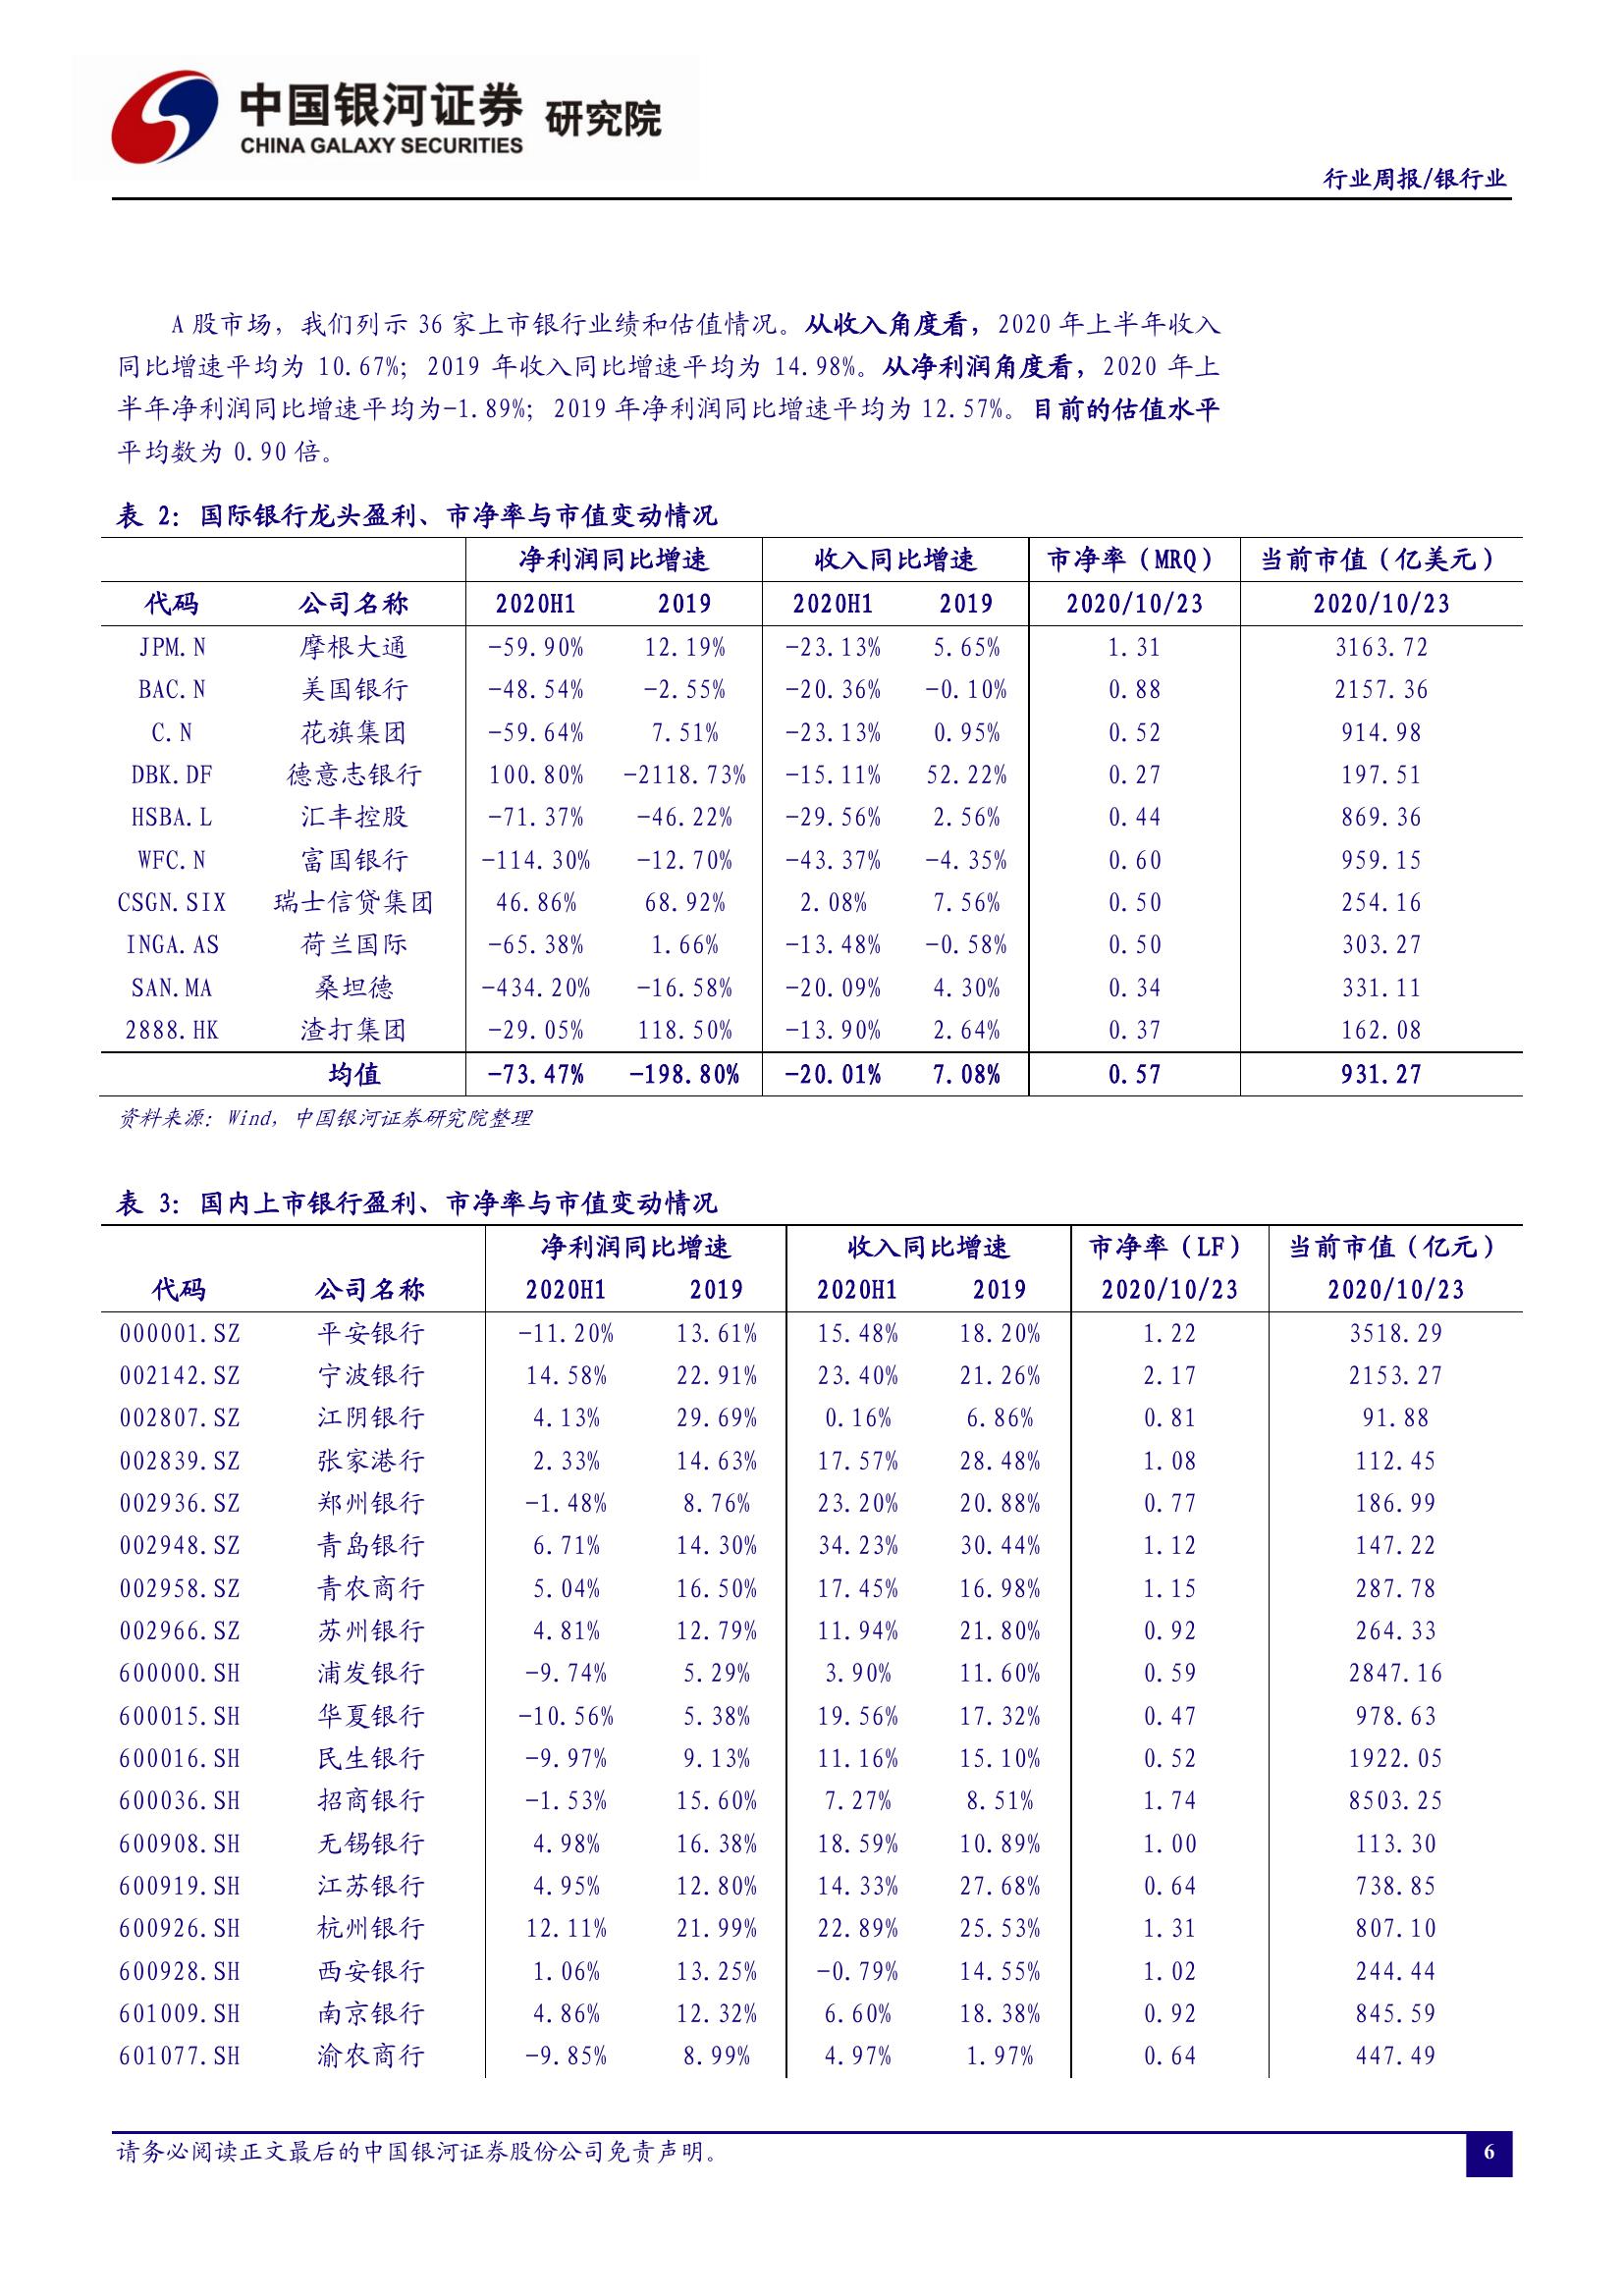 中国银河证券 研究院
CHINA GALAXY SECURITIES
行业周报/银行业
A 股市场，我们列示 36 家上市银行业绩和估值情况。从收入角度看，2020 年上半年收入
同比增速平均为 10.67%；2019 年收入同比增速平均为 14.98%。从净利润角度看，2020 年上
半年净利润同比增速平均为-1.89%；2019 年净利润同比增速平均为 12.57%。目前的估值水平
平均数为 0.90 倍。
表 2：国际银行龙头盈利、市净率与市值变动情况
净利润同比增速 收入同比增速 市净率（MRQ） 当前市值（亿美元）
代码 公司名称 2020H1 2019 2020H1 2019 2020/10/23 2020/10/23
JPM.N 摩根大通 -59.90% 12.19% -23.13% 5.65% 1.31 3163.72
BAC.N 美国银行 -48.54% -2.55% -20.36% -0.10% 0.88 2157.36
C.N 花旗集团 -59.64% 7.51% -23.13% 0.95% 0.52 914.98
DBK.DF 德意志银行 100.80% -2118.73% -15.11% 52.22% 0.27 197.51
HSBA.L 汇丰控股 -71.37% -46.22% -29.56% 2.56% 0.44 869.36
WFC.N 富国银行 -114.30% -12.70% -43.37% -4.35% 0.60 959.15
CSGN.SIX 瑞士信贷集团 46.86% 68.92% 2.08% 7.56% 0.50 254.16
INGA.AS 荷兰国际 -65.38% 1.66% -13.48% -0.58% 0.50 303.27
SAN.MA 桑坦德 -434.20% -16.58% -20.09% 4.30% 0.34 331.11
2888.HK 渣打集团 -29.05% 118.50% -13.90% 2.64% 0.37 162.08
均值 -73.47% -198.80% -20.01% 7.08% 0.57 931.27
资料来源：Wind，中国银河证券研究院整理
表 3：国内上市银行盈利、市净率与市值变动情况
净利润同比增速 收入同比增速 市净率（LF） 当前市值（亿元）
代码 公司名称 2020H1 2019 2020H1 2019 2020/10/23 2020/10/23
000001.SZ 平安银行 -11.20% 13.61% 15.48% 18.20% 1.22 3518.29
002142.SZ 宁波银行 14.58% 22.91% 23.40% 21.26% 2.17 2153.27
002807.SZ 江阴银行 4.13% 29.69% 0.16% 6.86% 0.81 91.88
002839.SZ 张家港行 2.33% 14.63% 17.57% 28.48% 1.08 112.45
002936.SZ 郑州银行 -1.48% 8.76% 23.20% 20.88% 0.77 186.99
002948.SZ 青岛银行 6.71% 14.30% 34.23% 30.44% 1.12 147.22
002958.SZ 青农商行 5.04% 16.50% 17.45% 16.98% 1.15 287.78
002966.SZ 苏州银行 4.81% 12.79% 11.94% 21.80% 0.92 264.33
600000.SH 浦发银行 -9.74% 5.29% 3.90% 11.60% 0.59 2847.16
600015.SH 华夏银行 -10.56% 5.38% 19.56% 17.32% 0.47 978.63
600016.SH 民生银行 -9.97% 9.13% 11.16% 15.10% 0.52 1922.05
600036.SH 招商银行 -1.53% 15.60% 7.27% 8.51% 1.74 8503.25
600908.SH 无锡银行 4.98% 16.38% 18.59% 10.89% 1.00 113.30
600919.SH 江苏银行 4.95% 12.80% 14.33% 27.68% 0.64 738.85
600926.SH 杭州银行 12.11% 21.99% 22.89% 25.53% 1.31 807.10
600928.SH 西安银行 1.06% 13.25% -0.79% 14.55% 1.02 244.44
601009.SH 南京银行 4.86% 12.32% 6.60% 18.38% 0.92 845.59
601077.SH 渝农商行 -9.85% 8.99% 4.97% 1.97% 0.64 447.49
请务必阅读正文最后的中国银河证券股份公司免责声明。
6